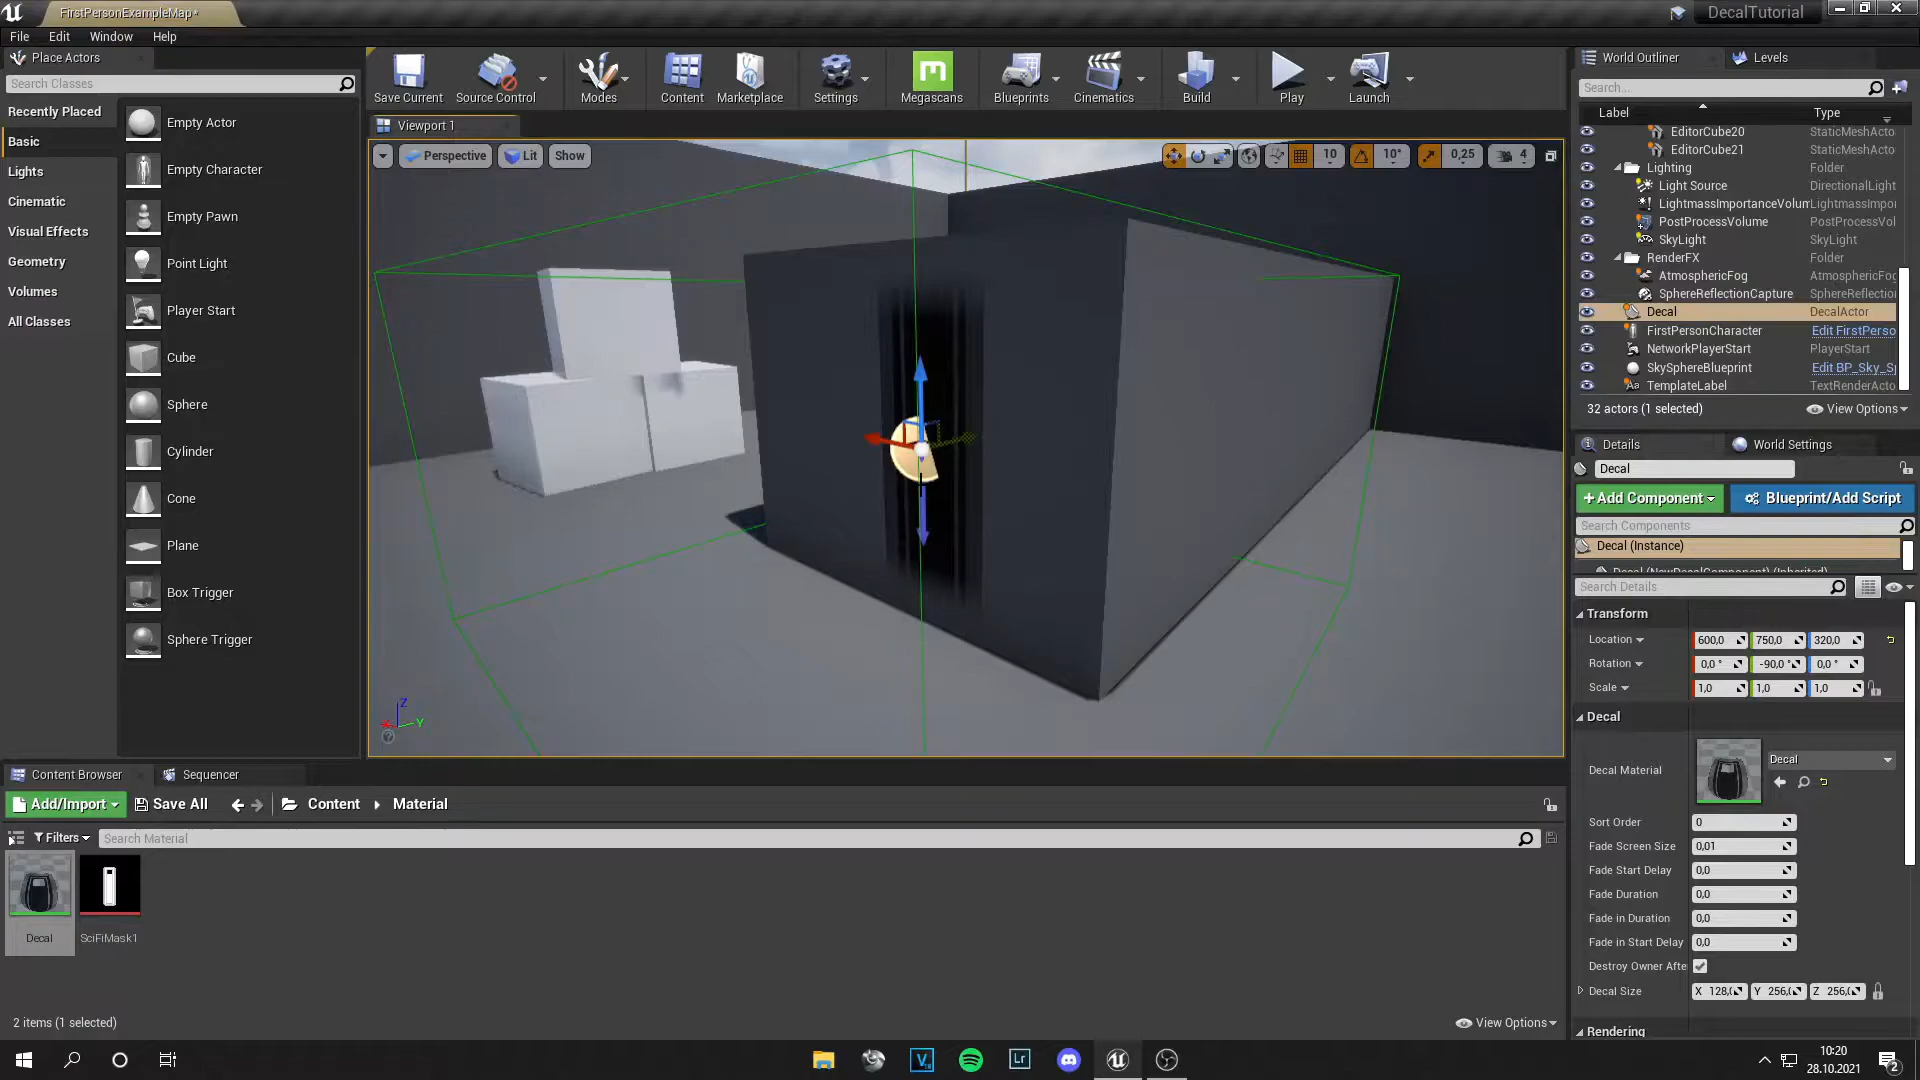 FirstPersonExampleMap*
DecalTutorial
File Edit Window Help
Place Actors
Search Classes
Recently Placed
Basic
Lights
Cinematic
Visual Effects
Geometry
Volumes
All Classes
Empty Actor
Empty Character
Empty Pawn
Point Light
Player Start
Cube
Sphere
Cylinder
Cone
Plane
Box Trigger
Sphere Trigger
Save Current Source Control Modes Content Marketplace Settings Megascans Blueprints Cinematics Build Play Launch
Viewport 1
Perspective Lit Show
10 10° 0,25 4
Z
Y
World Outliner Levels
Search...
Label Type
EditorCube20 StaticMeshActo
EditorCube21 StaticMeshActo
Lighting Folder
Light Source DirectionalLight
LightmassImportanceVolum LightmassImpor
PostProcessVolume PostProcessVol
SkyLight SkyLight
RenderFX Folder
AtmosphericFog AtmosphericFog
SphereReflectionCapture SphereReflection
Decal DecalActor
FirstPersonCharacter Edit FirstPerso
NetworkPlayerStart PlayerStart
SkySphereBlueprint Edit BP_Sky_Sp
TemplateLabel TextRenderActo
32 actors (1 selected) View Options
Details World Settings
Decal
+Add Component Blueprint/Add Script
Search Components
Decal (Instance)
Decal (NewDecalComponent) (Inherited)
Search Details
Transform
Location 600,0 750,0 320,0
Rotation 0,0 ° -90,0 ° 0,0 °
Scale 1,0 1,0 1,0
Decal
Decal Material Decal
Sort Order 0
Fade Screen Size 0,01
Fade Start Delay 0,0
Fade Duration 0,0
Fade in Duration 0,0
Fade in Start Delay 0,0
Destroy Owner Afte
Decal Size X 128,0 Y 256,0 Z 256,0
Rendering
Content Browser Sequencer
Add/Import Save All Content Material
Filters Search Material
Decal SciFiMask1
2 items (1 selected) View Options
Lr
10:20
28.10.2021
2